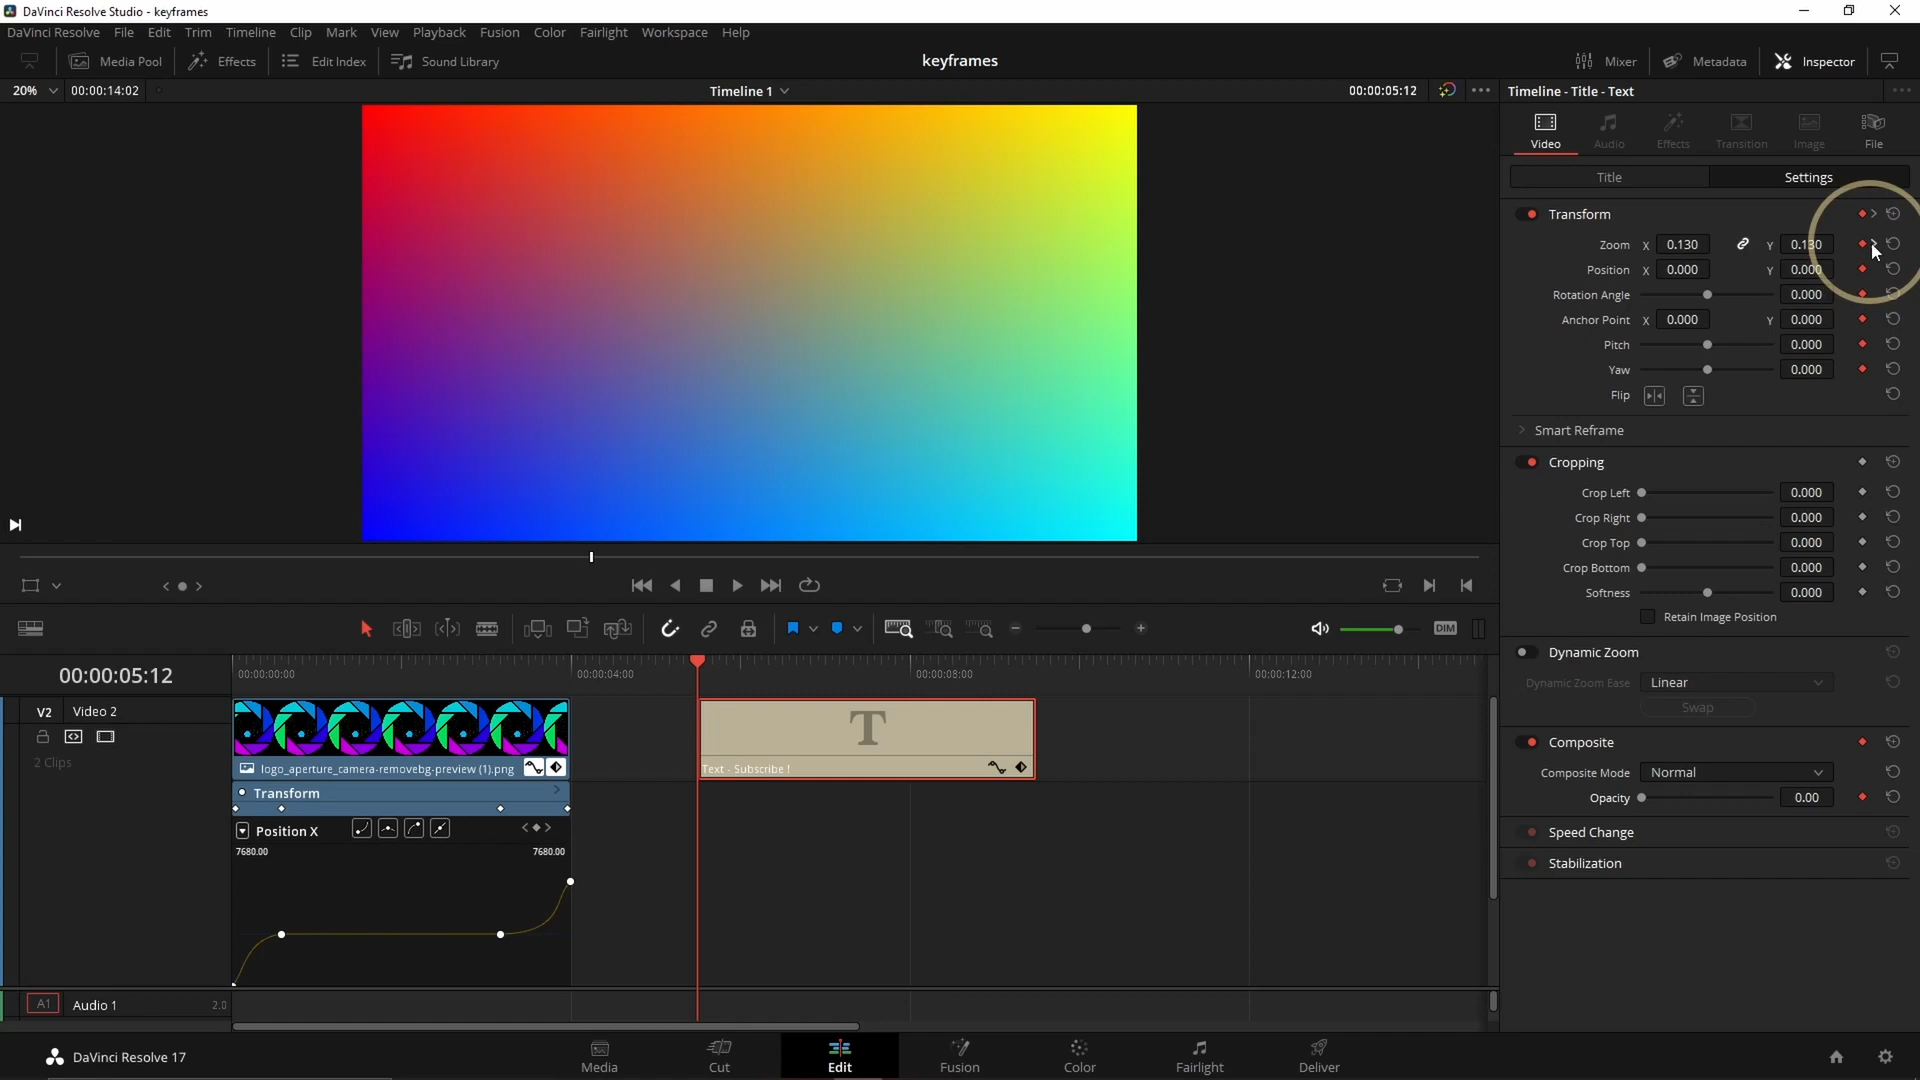 DaVinci Resolve Studio - keyframes
DaVinci Resolve File Edit Trim Timeline Clip Mark View Playback Fusion Color Fairlight Workspace Help
Media Pool Effects Edit Index Sound Library keyframes Mixer Metadata Inspector
20% 00:00:14:02 Timeline 1 00:00:05:12 Timeline - Title - Text
Video Audio Effects Transition Image File
Title Settings
Transform
Zoom X 0.130 Y 0.130
Position X 0.000 Y 0.000
Rotation Angle 0.000
Anchor Point X 0.000 Y 0.000
Pitch 0.000
Yaw 0.000
Flip
Smart Reframe
Cropping
Crop Left 0.000
Crop Right 0.000
Crop Top 0.000
Crop Bottom 0.000
Softness 0.000
Retain Image Position
Dynamic Zoom
Dynamic Zoom Ease Linear
Swap
Composite
Composite Mode Normal
Opacity 0.00
Speed Change
Stabilization
DIM
00:00:05:12 00:00:00:00 00:00:04:00 00:00:08:00 00:00:12:00
V2 Video 2
2 Clips
T
logo_aperture_camera-removebg-preview (1).png Text - Subscribe !
Transform
Position X
7680.00 7680.00
A1 Audio 1 2.0
DaVinci Resolve 17 Media Cut Edit Fusion Color Fairlight Deliver